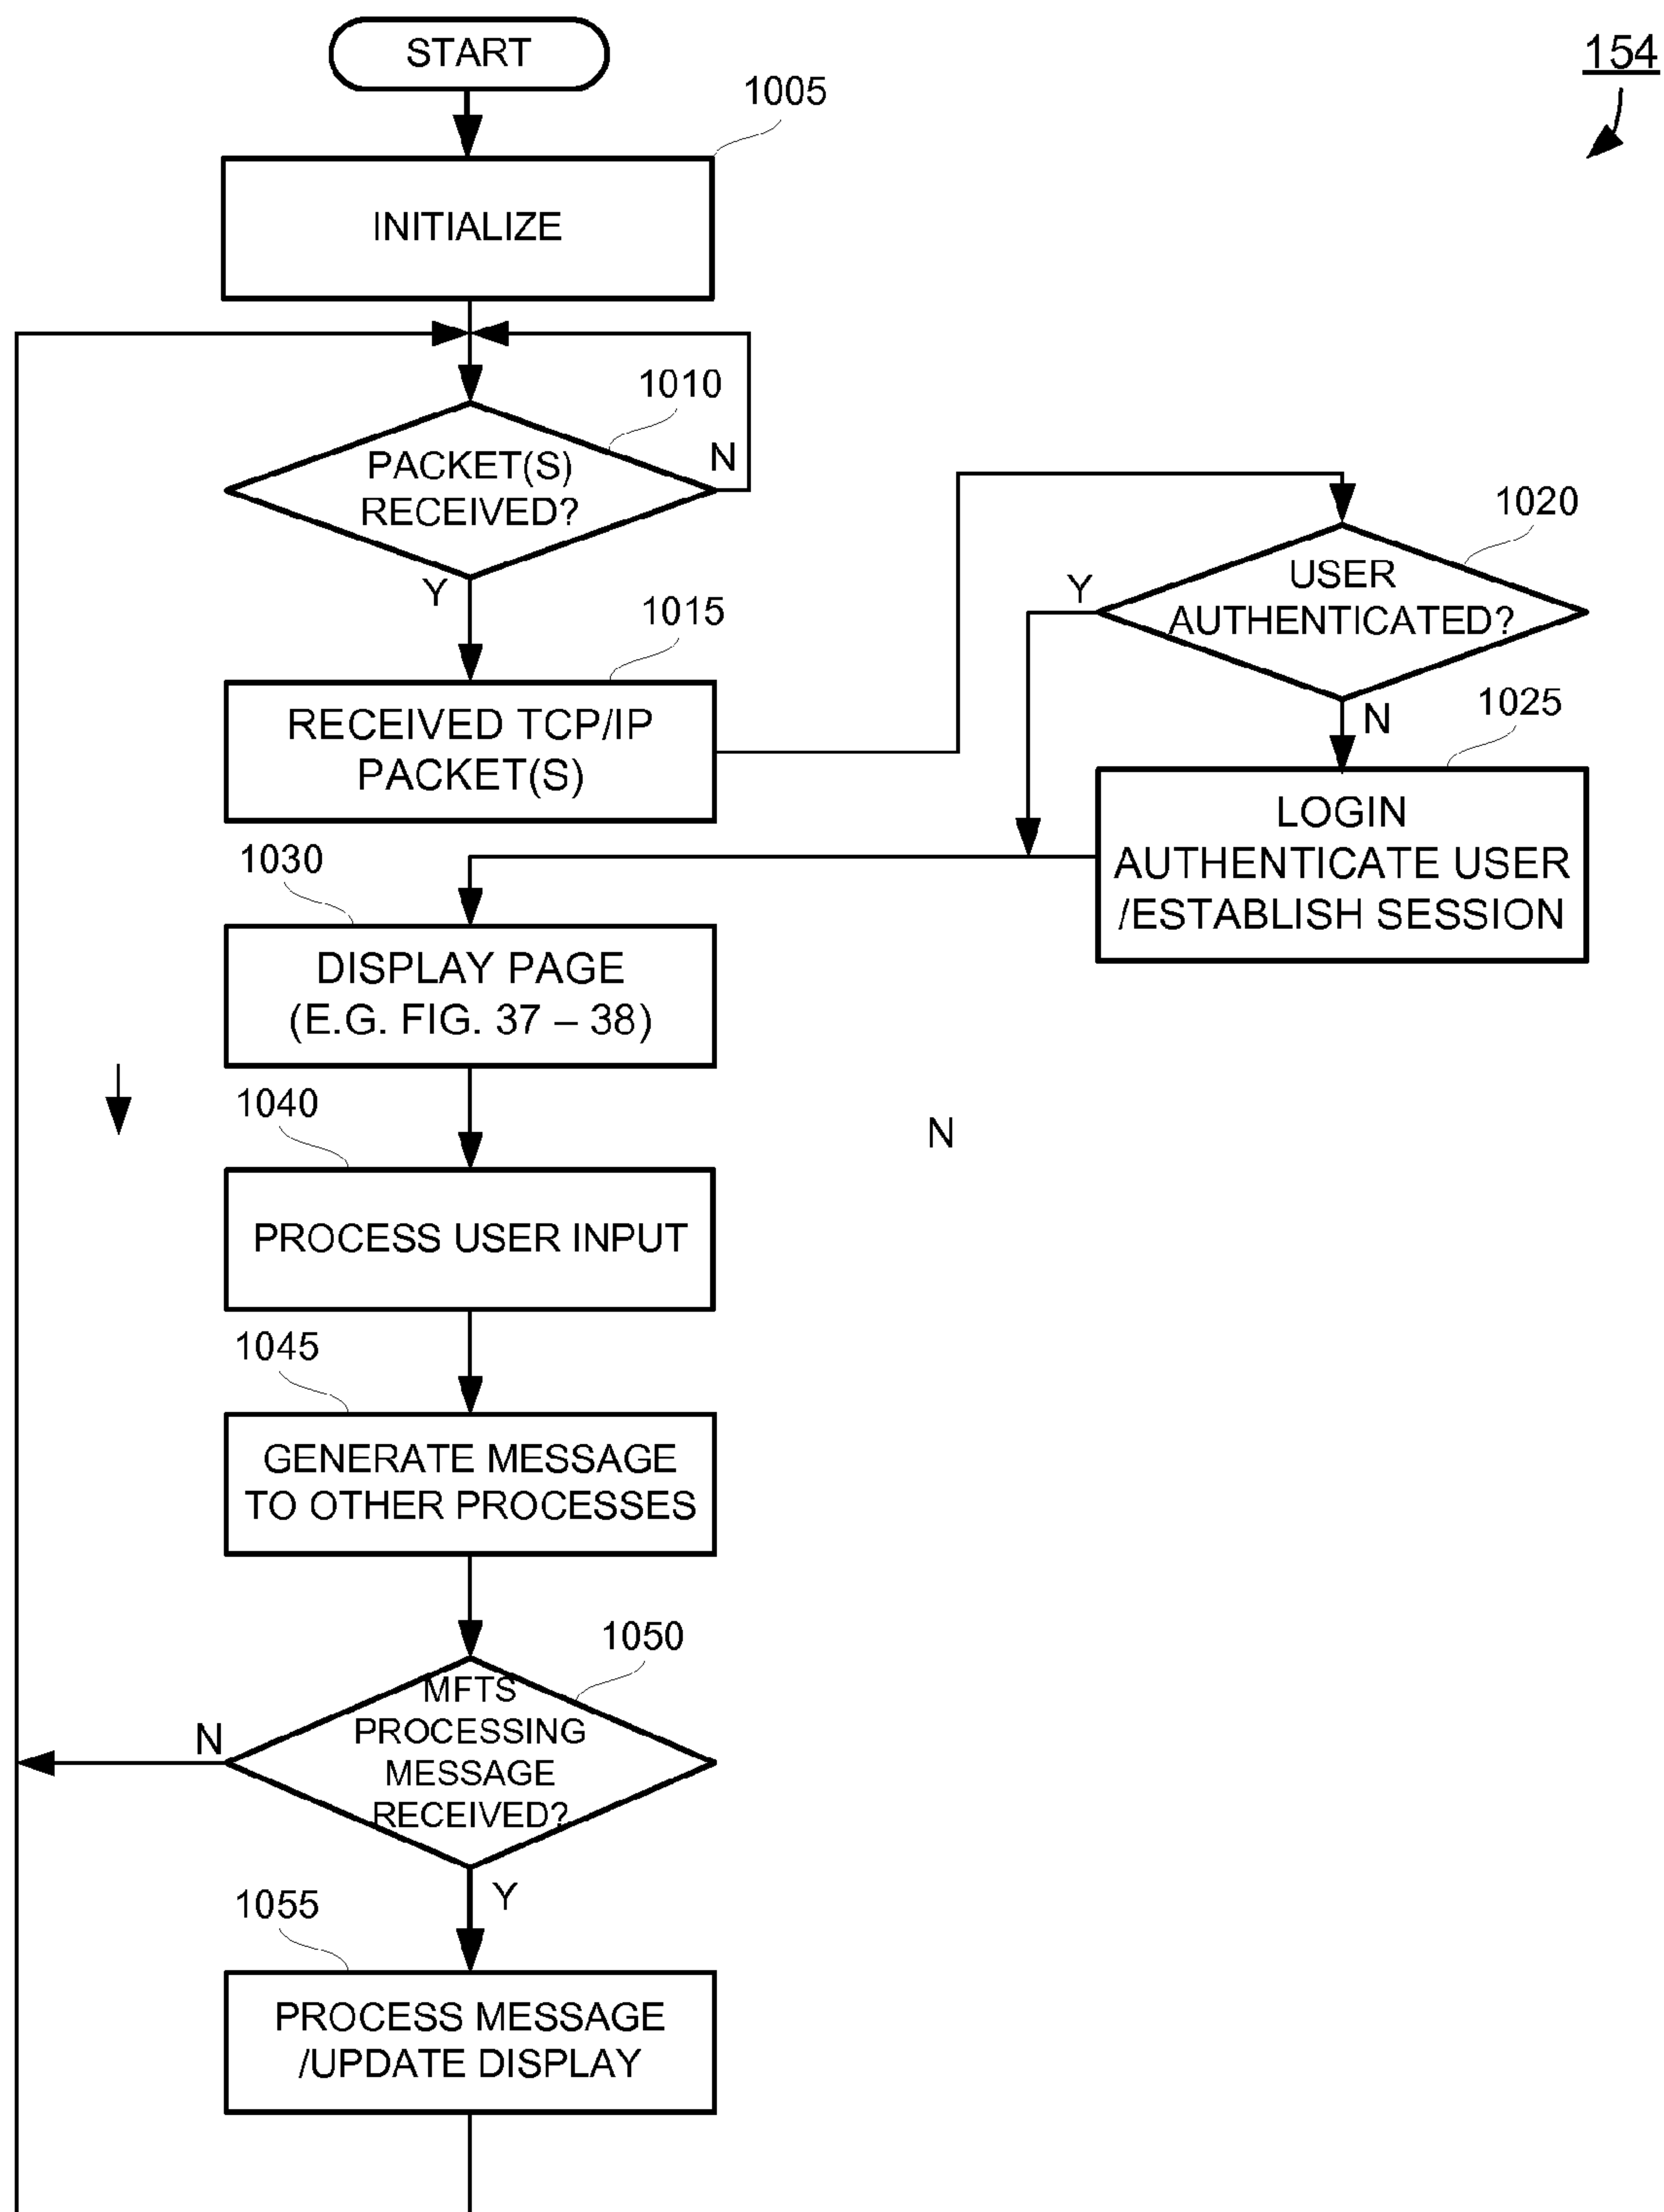 START
154
1005
INITIALIZE
1010
PACKET(S)
RECEIVED?
N
Y
1015
RECEIVED TCP/IP
PACKET(S)
1020
USER
AUTHENTICATED?
Y
N
1025
LOGIN
AUTHENTICATE USER
/ESTABLISH SESSION
1030
DISPLAY PAGE
(E.G. FIG. 37 – 38)
1040
N
PROCESS USER INPUT
1045
GENERATE MESSAGE
TO OTHER PROCESSES
1050
MFTS
PROCESSING
MESSAGE
RECEIVED?
N
Y
1055
PROCESS MESSAGE
/UPDATE DISPLAY